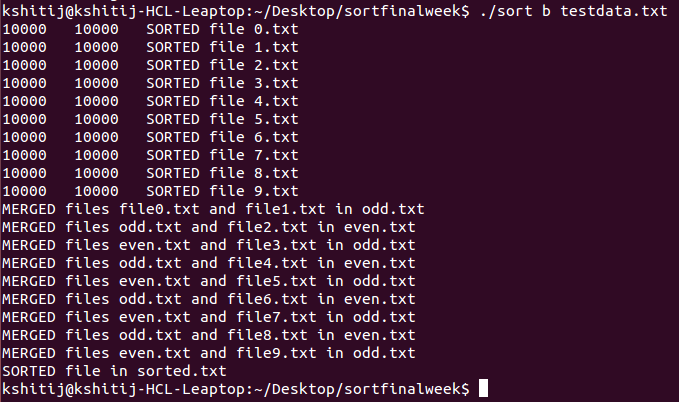 kshitij@kshitij-HCL-Leaptop:~/Desktop/sortfinalweek$ ./sort b testdata.txt
10000   10000   SORTED file 0.txt
10000   10000   SORTED file 1.txt
10000   10000   SORTED file 2.txt
10000   10000   SORTED file 3.txt
10000   10000   SORTED file 4.txt
10000   10000   SORTED file 5.txt
10000   10000   SORTED file 6.txt
10000   10000   SORTED file 7.txt
10000   10000   SORTED file 8.txt
10000   10000   SORTED file 9.txt
MERGED files file0.txt and file1.txt in odd.txt
MERGED files odd.txt and file2.txt in even.txt
MERGED files even.txt and file3.txt in odd.txt
MERGED files odd.txt and file4.txt in even.txt
MERGED files even.txt and file5.txt in odd.txt
MERGED files odd.txt and file6.txt in even.txt
MERGED files even.txt and file7.txt in odd.txt
MERGED files odd.txt and file8.txt in even.txt
MERGED files even.txt and file9.txt in odd.txt
SORTED file in sorted.txt
kshitij@kshitij-HCL-Leaptop:~/Desktop/sortfinalweek$